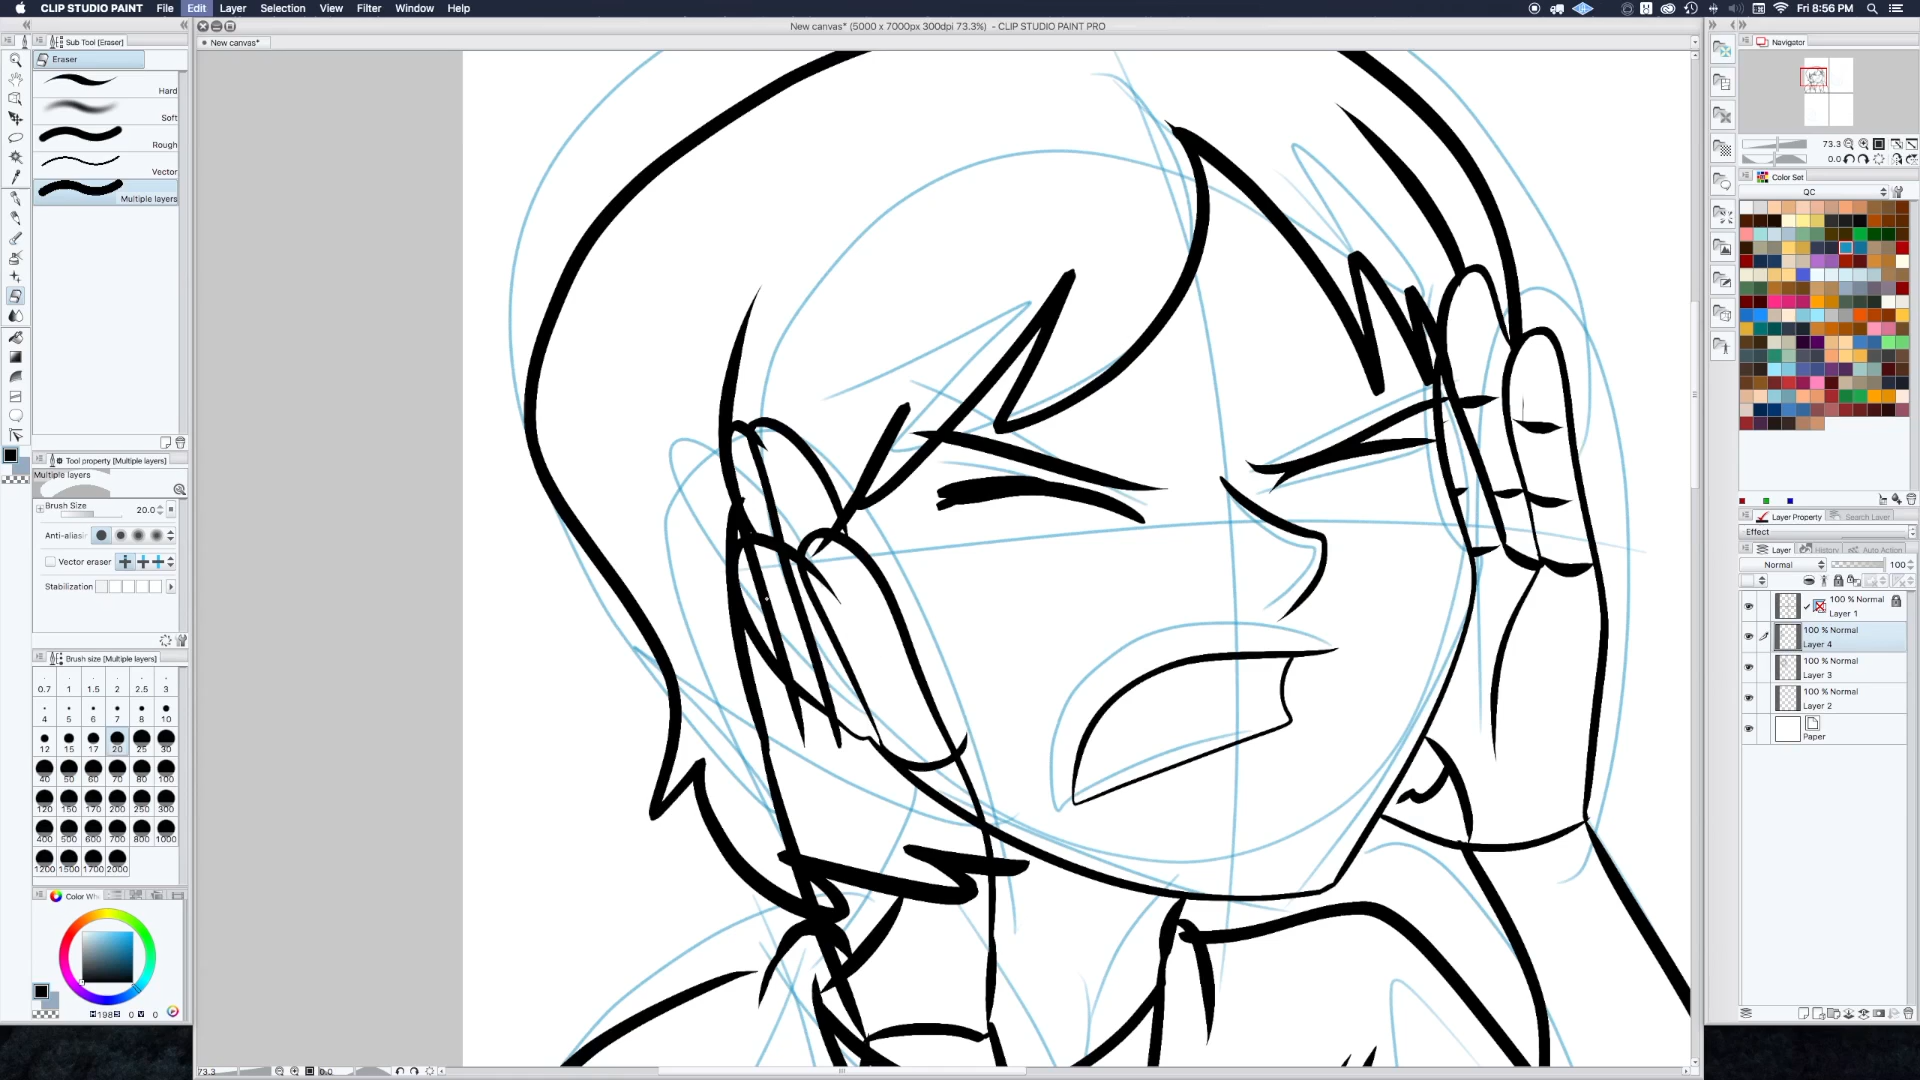 CLIP STUDIO PAINT File Edit Layer Selection View Filter Window Help
Fri 8:56 PM
New canvas* (5000 x 7000px 300dpi 73.3%) - CLIP STUDIO PAINT PRO
Sub Tool [Eraser]
New canvas*
Navigator
Eraser
Hard
Soft
Rough
Vector
Multiple layers
73.3
0.0
Color Set
QC
Tool property [Multiple layers]
Multiple layers
Brush Size 20.0
Anti-alias
Vector eraser
Stabilization
Brush size [Multiple layers]
0.7 1 1.5 2 2.5 3
4 5 6 7 8 10
12 15 17 20 25 30
40 50 60 70 80 100
120 150 170 200 250 300
400 500 600 700 800 1000
1200 1500 1700 2000
Layer Property Search Layer
Effect
Layer History Auto Action
Normal 100
100 % Normal
Layer 1
100 % Normal
Layer 4
100 % Normal
Layer 3
100 % Normal
Layer 2
Paper
Color Whe
H 198 S 0 V 0
73.3 0.0